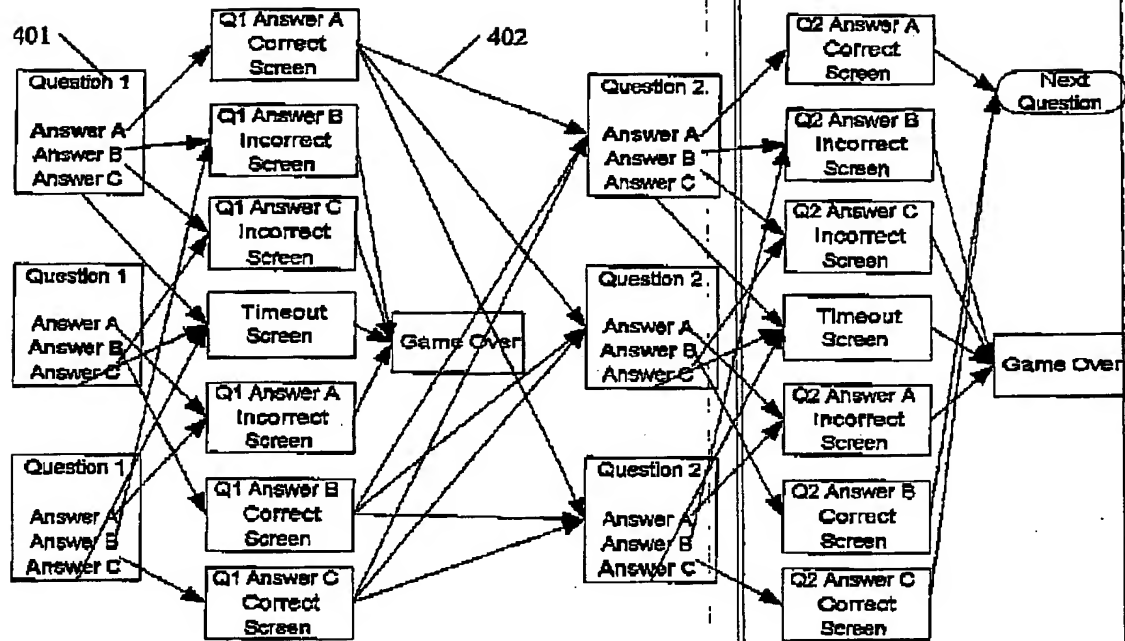 401
Question 1
Answer A
Answer B
Answer C
Question 1
Answer A
Answer B
Answer C
Question 1
Answer A
Answer B
Answer C
Q1 Answer A
Correct
Screen
Q1 Answer B
Incorrect
Screen
Q1 Answer C
Incorrect
Screen
Timeout
Screen
Q1 Answer A
Incorrect
Screen
Q1 Answer B
Correct
Screen
Q1 Answer C
Correct
Screen
402
Game Over
Question 2.
Answer A
Answer B
Answer C
Question 2.
Answer A
Answer B
Answer C
Question 2
Answer A
Answer B
Answer C
Q2 Answer A
Correct
Screen
Q2 Answer B
Incorrect
Screen
Q2 Answer C
Incorrect
Screen
Timeout
Screen
Q2 Answer A
Incorrect
Screen
Q2 Answer B
Correct
Screen
Q2 Answer C
Correct
Screen
Next
Question
Game Over